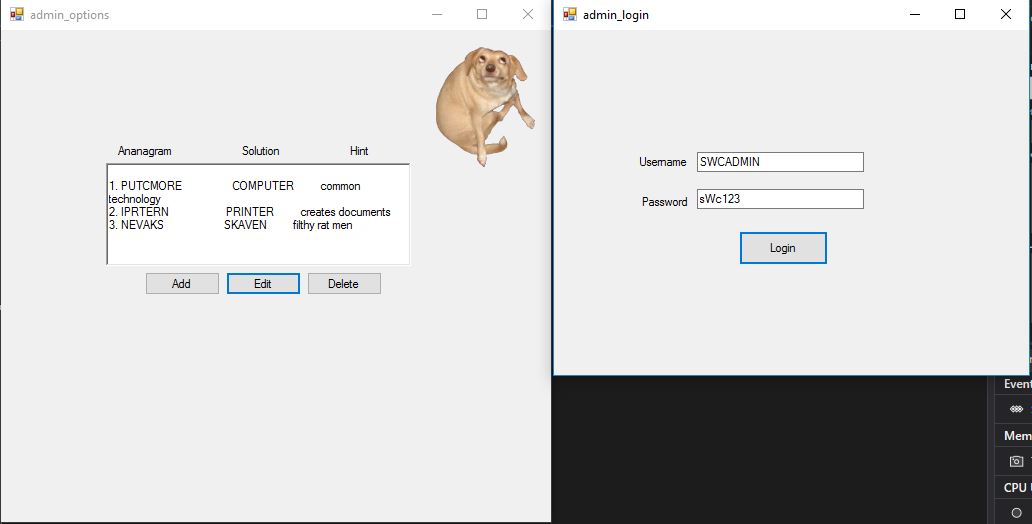 admin_options
Ananagram Solution Hint
1. PUTCMORE COMPUTER common
technology
2. IPRTERN PRINTER creates documents
3. NEVAKS SKAVEN filthy rat men
Add Edit Delete
admin_login
Username SWCADMIN
Password sWc123
Login
Event
Mem
CPU